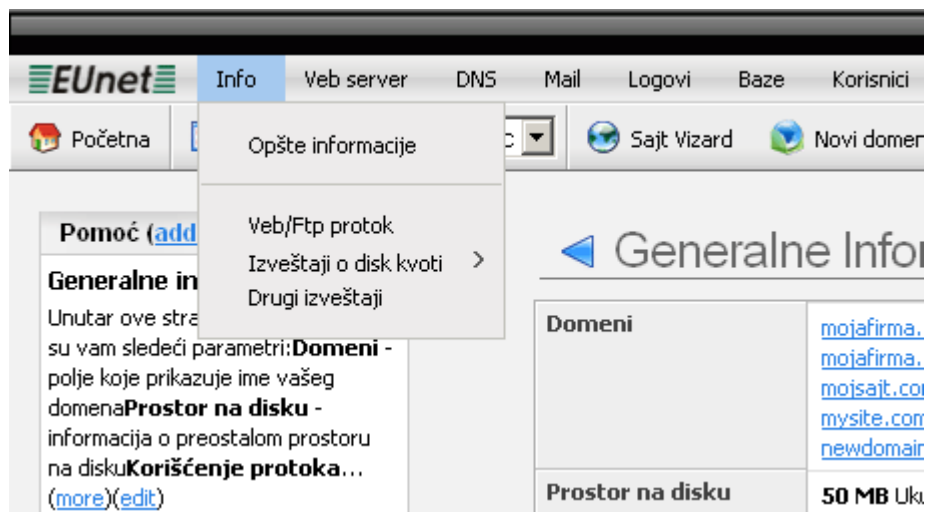 EUnet Info Veb server DNS Mail Logovi Baze Korisnici
Početna Sajt Vizard Novi domen
Opšte informacije
Veb/Ftp protok
Izveštaji o disk kvoti >
Drugi izveštaji
Pomoć (add
Generalne in
Unutar ove stra
su vam sledeći parametri:Domeni -
polje koje prikazuje ime vašeg
domenaProstor na disku -
informacija o preostalom prostoru
na diskuKorišćenje protoka...
(more)(edit)
Generalne Infor
Domeni
mojafirma.
mojafirma.
mojsajt.com
mysite.com
newdomain
Prostor na disku 50 MB Uku